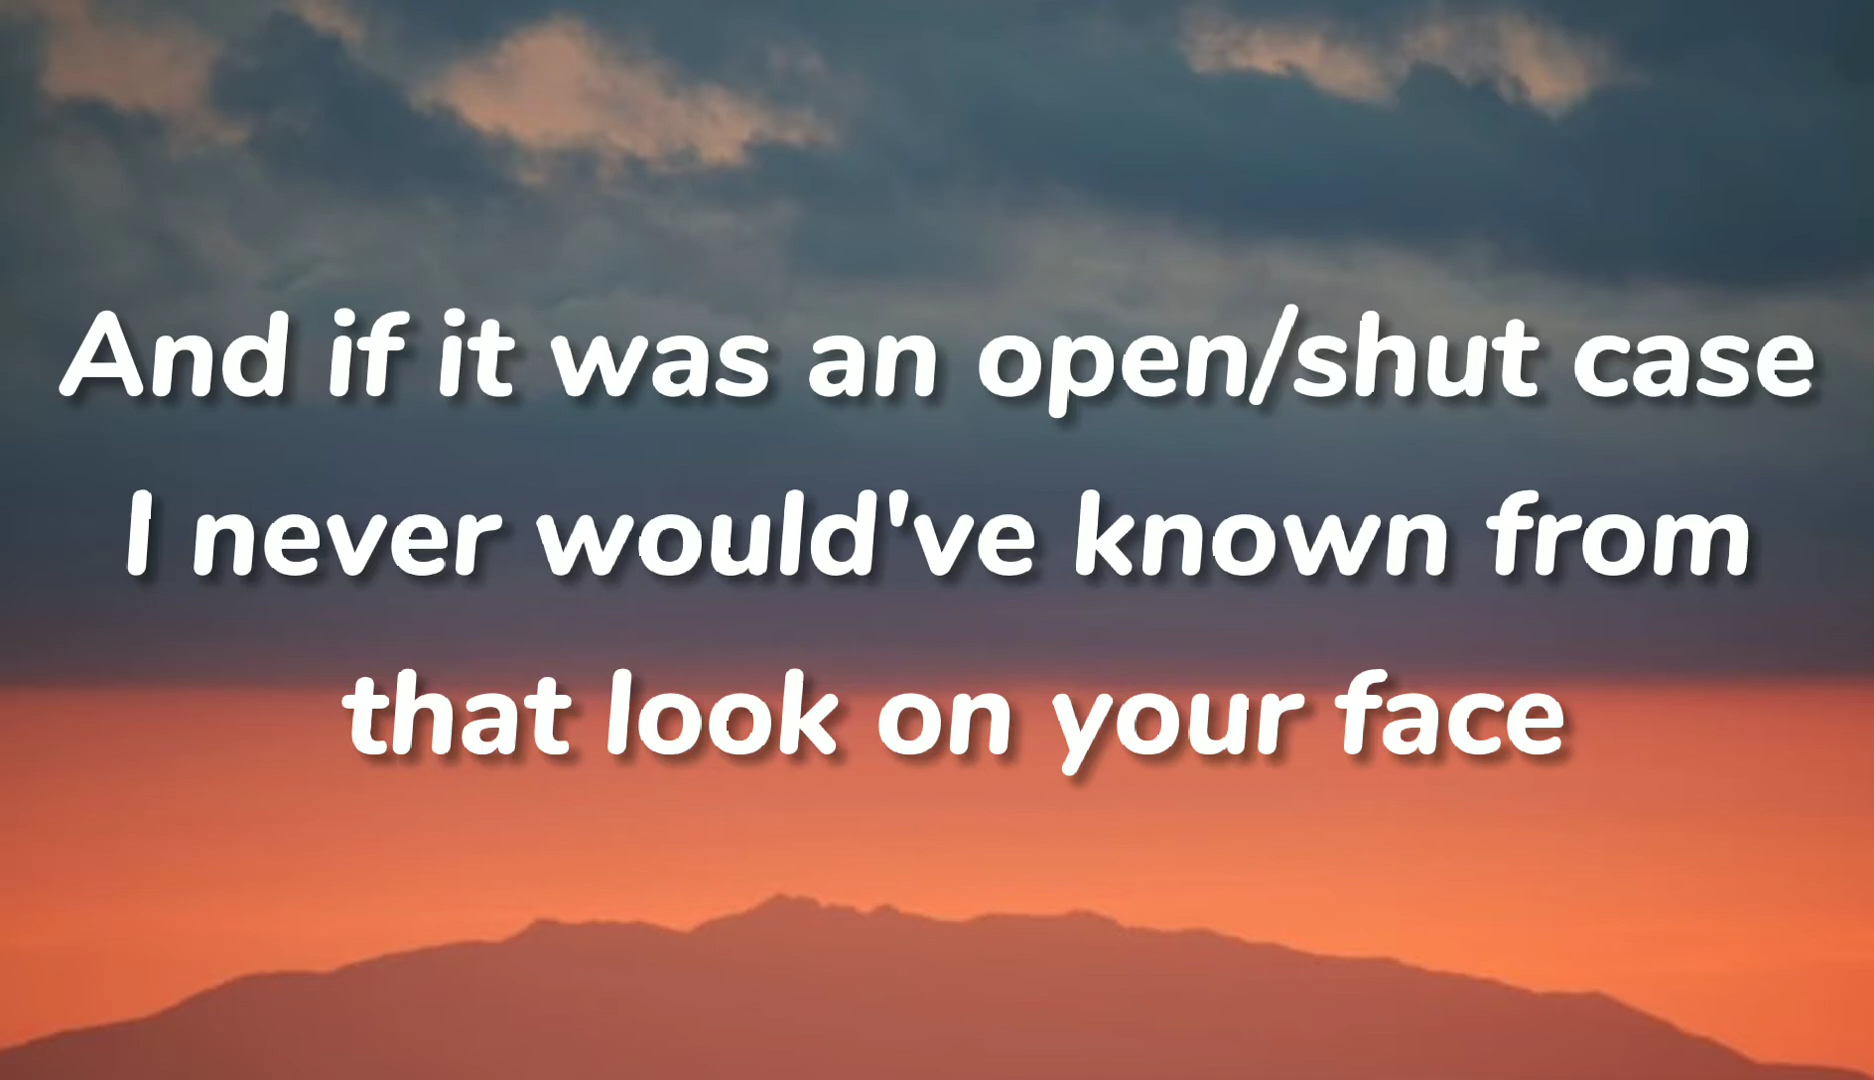 And if it was an open/shut case
I never would've known from
that look on your face